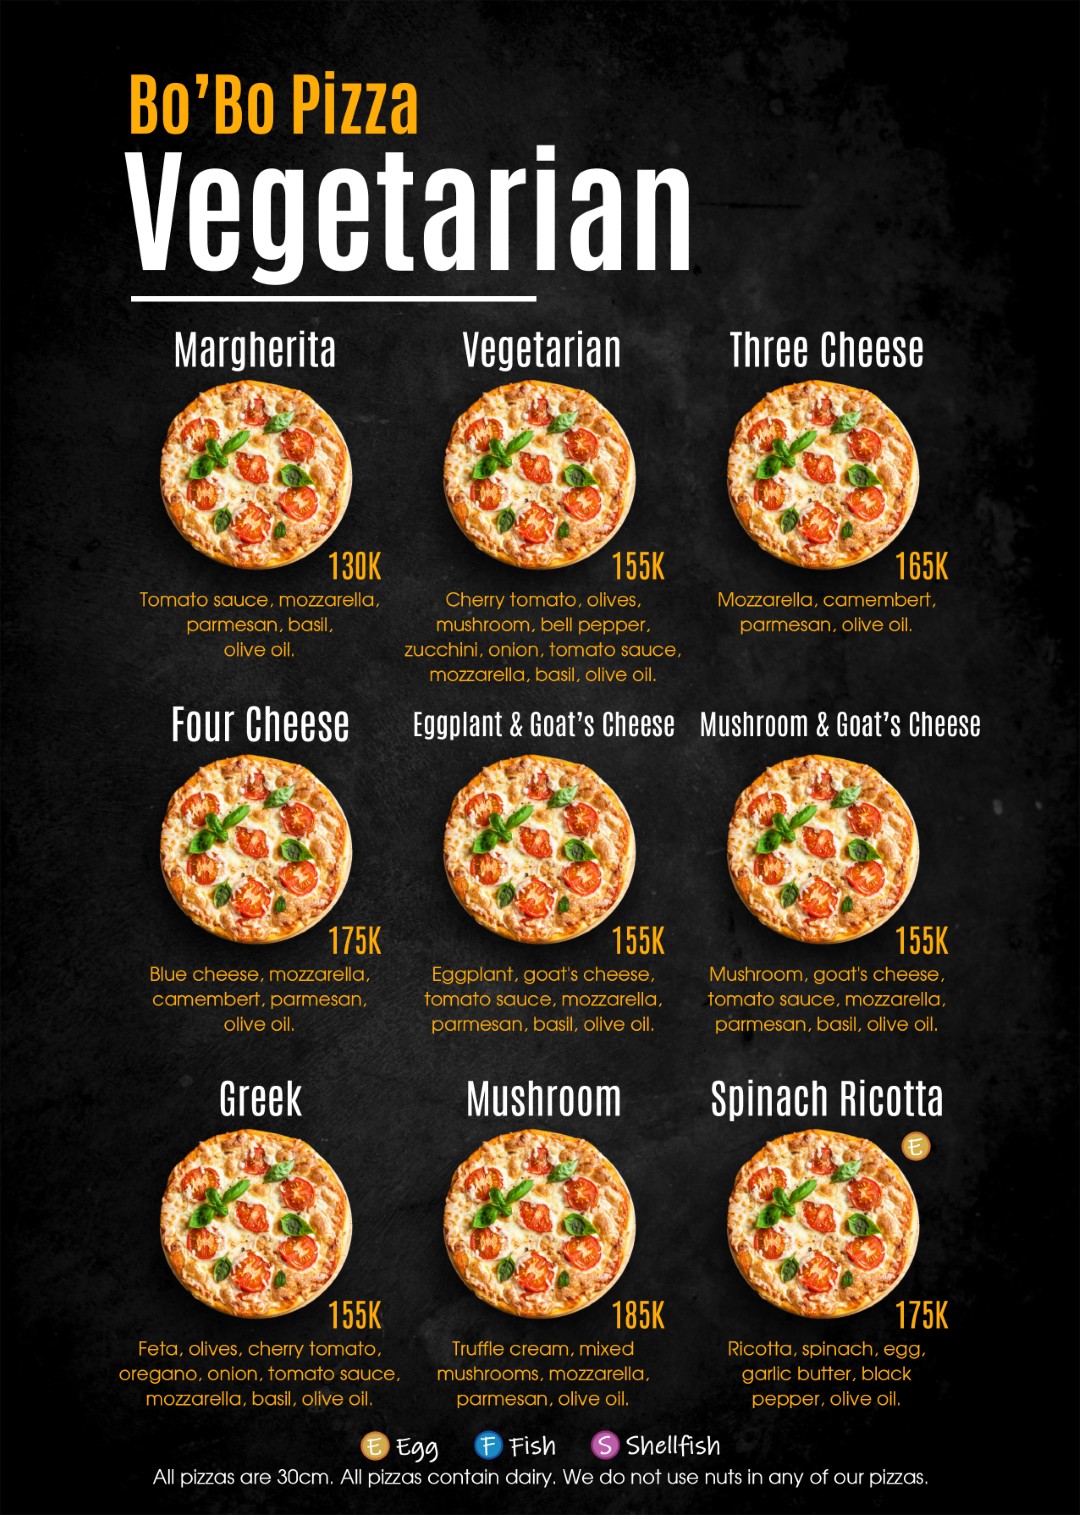 Bo’Bo Pizza
Vegetarian
Margherita
130K
Tomato sauce, mozzarella,
parmesan, basil,
olive oil.
Vegetarian
155K
Cherry tomato, olives,
mushroom, bell pepper,
zucchini, onion, tomato sauce,
mozzarella, basil, olive oil.
Three Cheese
165K
Mozzarella, camembert,
parmesan, olive oil.
Four Cheese
175K
Blue cheese, mozzarella,
camembert, parmesan,
olive oil.
Eggplant & Goat’s Cheese
155K
Eggplant, goat's cheese,
tomato sauce, mozzarella,
parmesan, basil, olive oil.
Mushroom & Goat’s Cheese
155K
Mushroom, goat's cheese,
tomato sauce, mozzarella,
parmesan, basil, olive oil.
Greek
155K
Feta, olives, cherry tomato,
oregano, onion, tomato sauce,
mozzarella, basil, olive oil.
Mushroom
185K
Truffle cream, mixed
mushrooms, mozzarella,
parmesan, olive oil.
Spinach Ricotta
E
175K
Ricotta, spinach, egg,
garlic butter, black
pepper, olive oil.
E Egg F Fish S Shellfish
All pizzas are 30cm. All pizzas contain dairy. We do not use nuts in any of our pizzas.